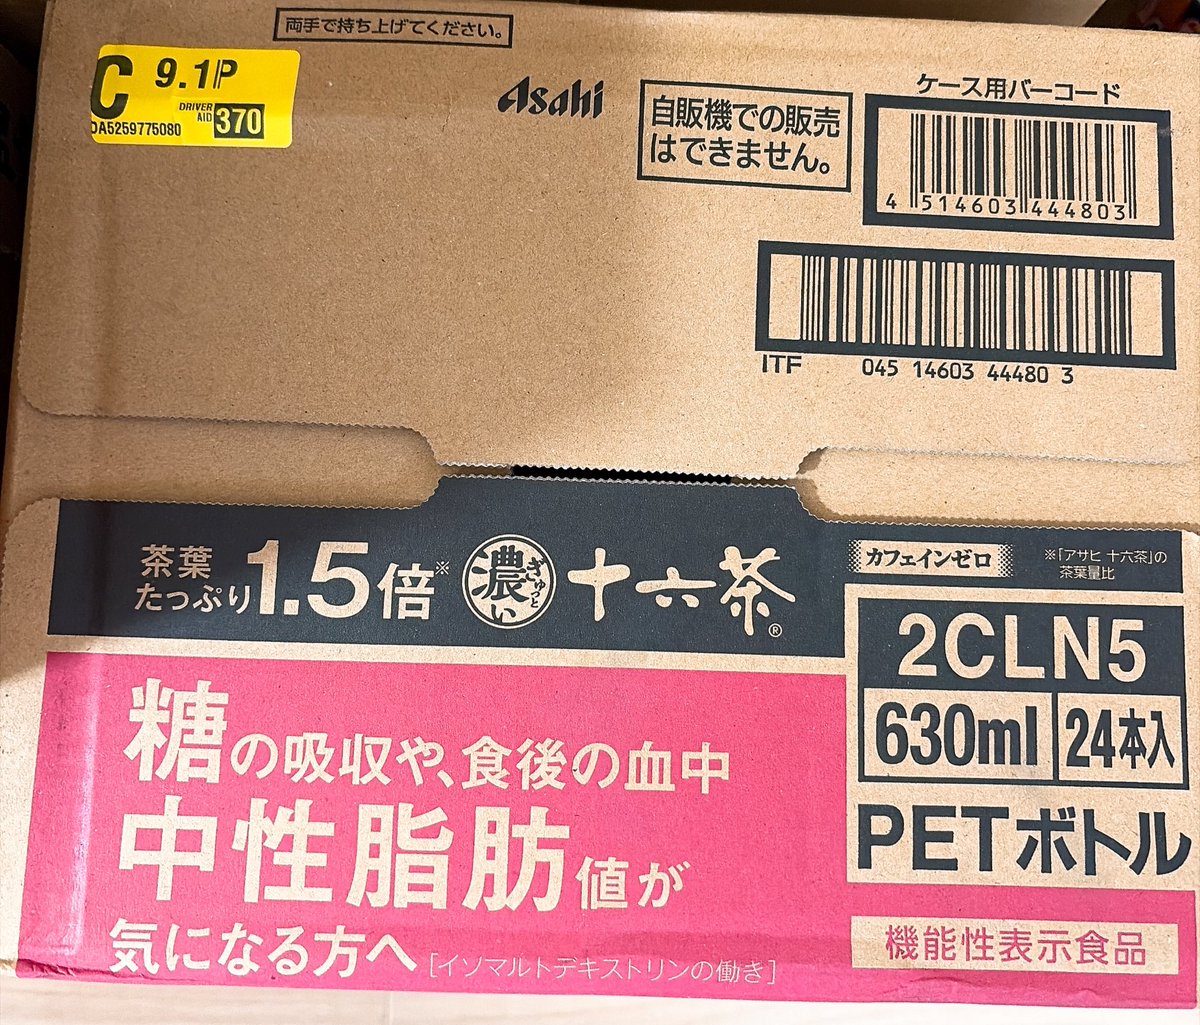 両手で持ち上げてください。
C 9.1P
DRIVER
AID 370
DA5259775080
Asahi
自販機での販売
はできません。
ケース用バーコード
4 514603 444803
ITF 045 14603 44480 3
茶葉
たっぷり1.5倍※
ぎゅっと
濃い
十六茶®
カフェインゼロ
※「アサヒ 十六茶」の
茶葉量比
2CLN5
630ml 24本入
PETボトル
糖の吸収や、食後の血中
中性脂肪値が
気になる方へ [イソマルトデキストリンの働き]
機能性表示食品